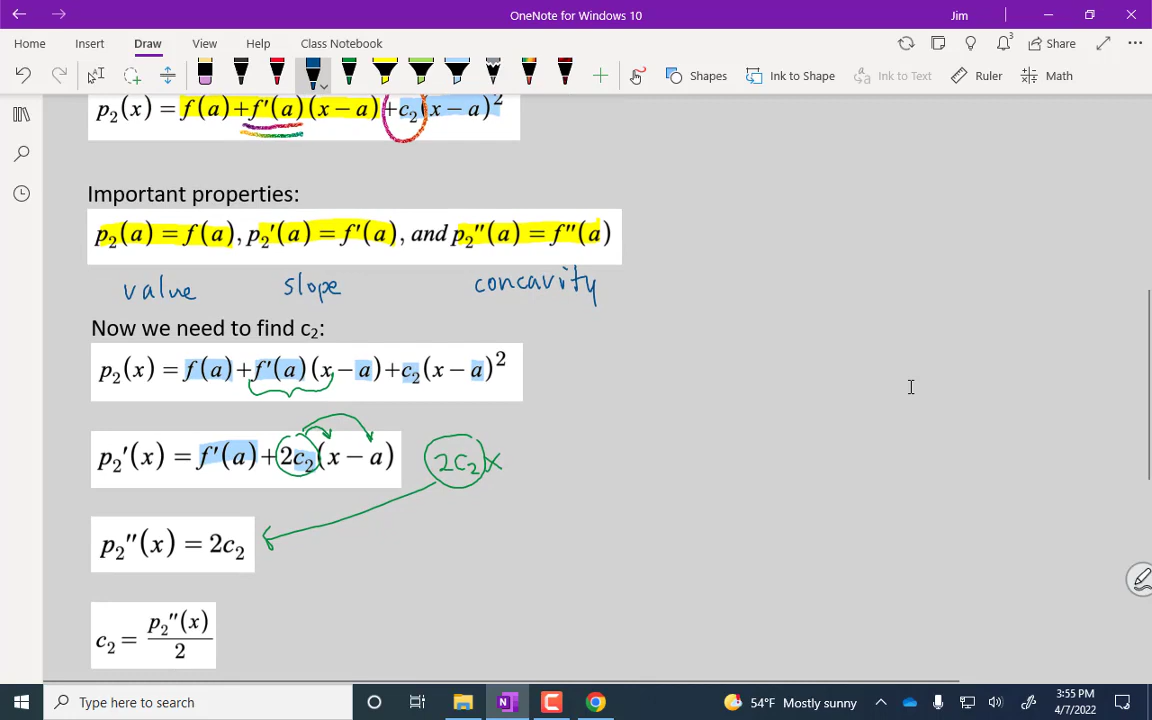 OneNote for Windows 10
Jim
Home Insert Draw View Help Class Notebook Share
Shapes Ink to Shape Ink to Text Ruler Math
p₂(x) = f(a)+f′(a)(x−a)+c₂(x−a)²
Important properties:
p₂(a) = f(a), p₂′(a) = f′(a), and p₂″(a) = f″(a)
value slope concavity
Now we need to find c₂:
p₂(x) = f(a)+f′(a)(x−a)+c₂(x−a)²
p₂′(x) = f′(a)+2c₂(x−a) 2c₂x
p₂″(x) = 2c₂
c₂ = p₂″(x)/2
Type here to search
54°F Mostly sunny
3:55 PM
4/7/2022